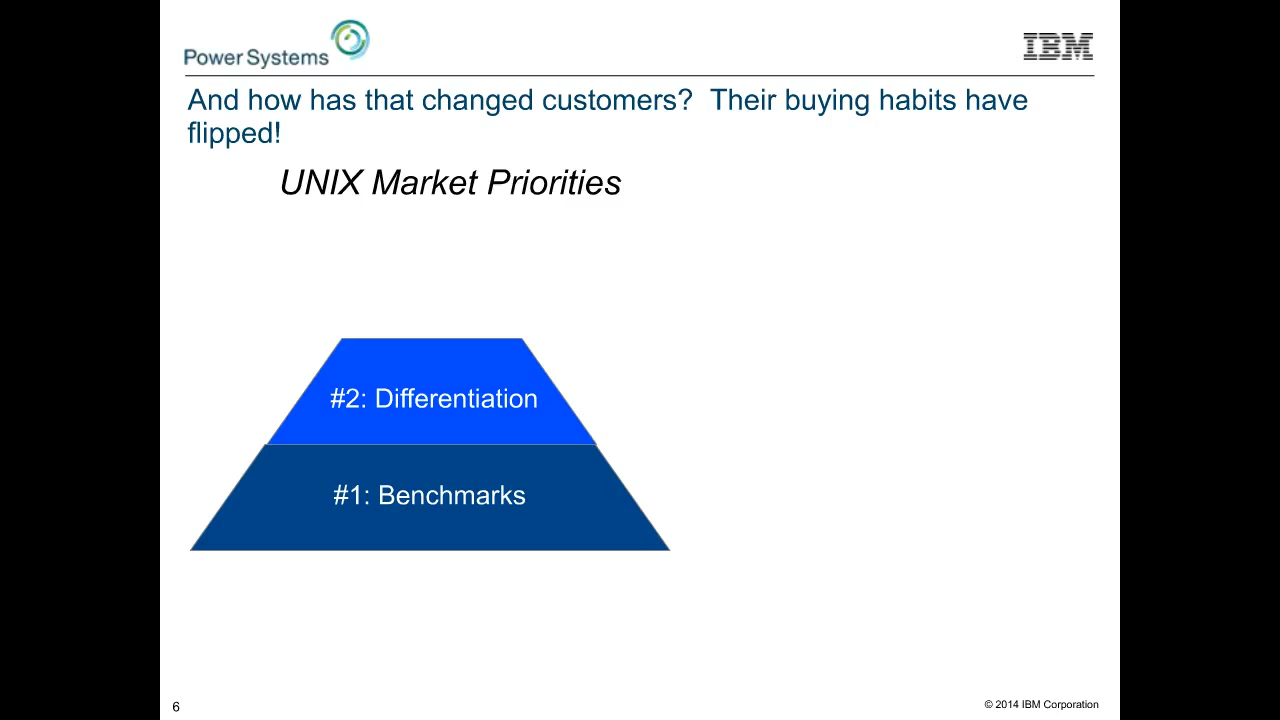 Power Systems
IBM
And how has that changed customers?  Their buying habits have
flipped!
UNIX Market Priorities
#2: Differentiation
#1: Benchmarks
6
© 2014 IBM Corporation